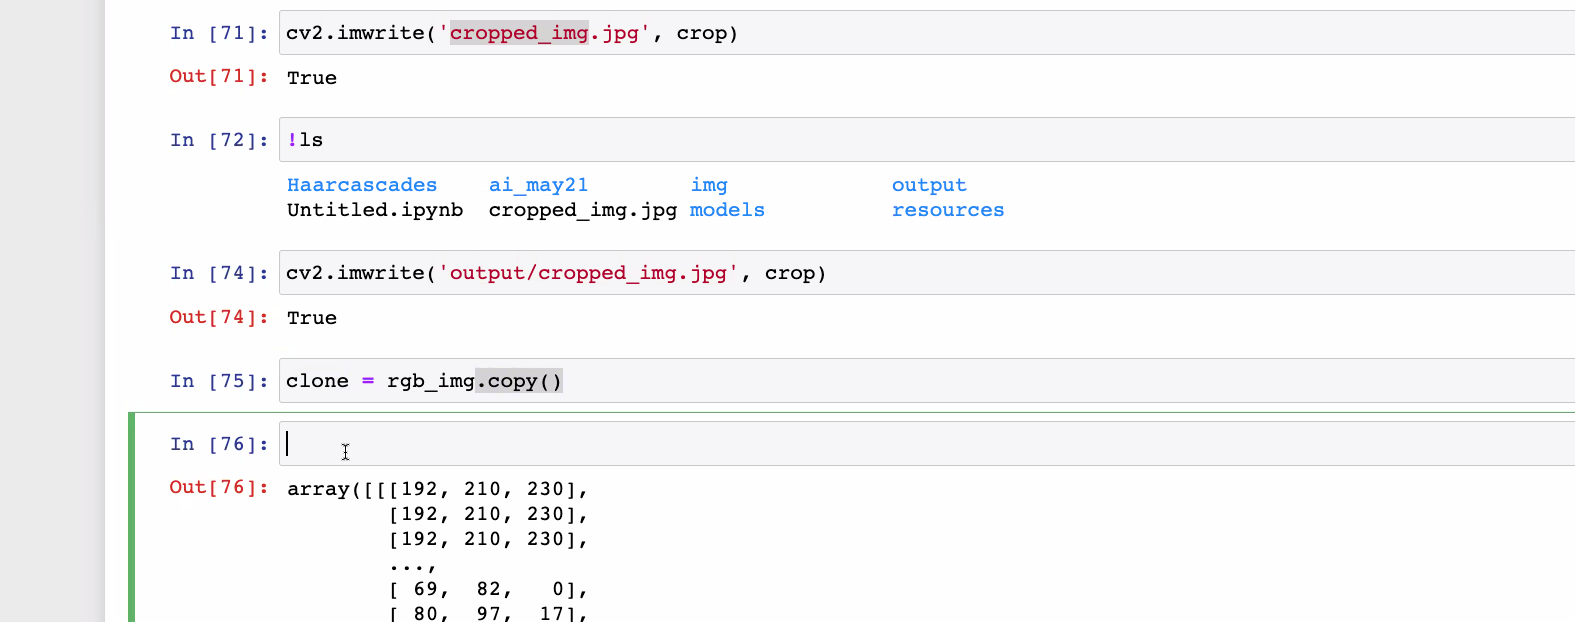 In [71]: cv2.imwrite('cropped_img.jpg', crop)
Out[71]: True
In [72]: !ls
Haarcascades ai_may21 img output
Untitled.ipynb cropped_img.jpg models resources
In [74]: cv2.imwrite('output/cropped_img.jpg', crop)
Out[74]: True
In [75]: clone = rgb_img.copy()
In [76]:
Out[76]: array([[[192, 210, 230],
[192, 210, 230],
[192, 210, 230],
...,
[ 69, 82, 0],
[ 80, 97, 17],